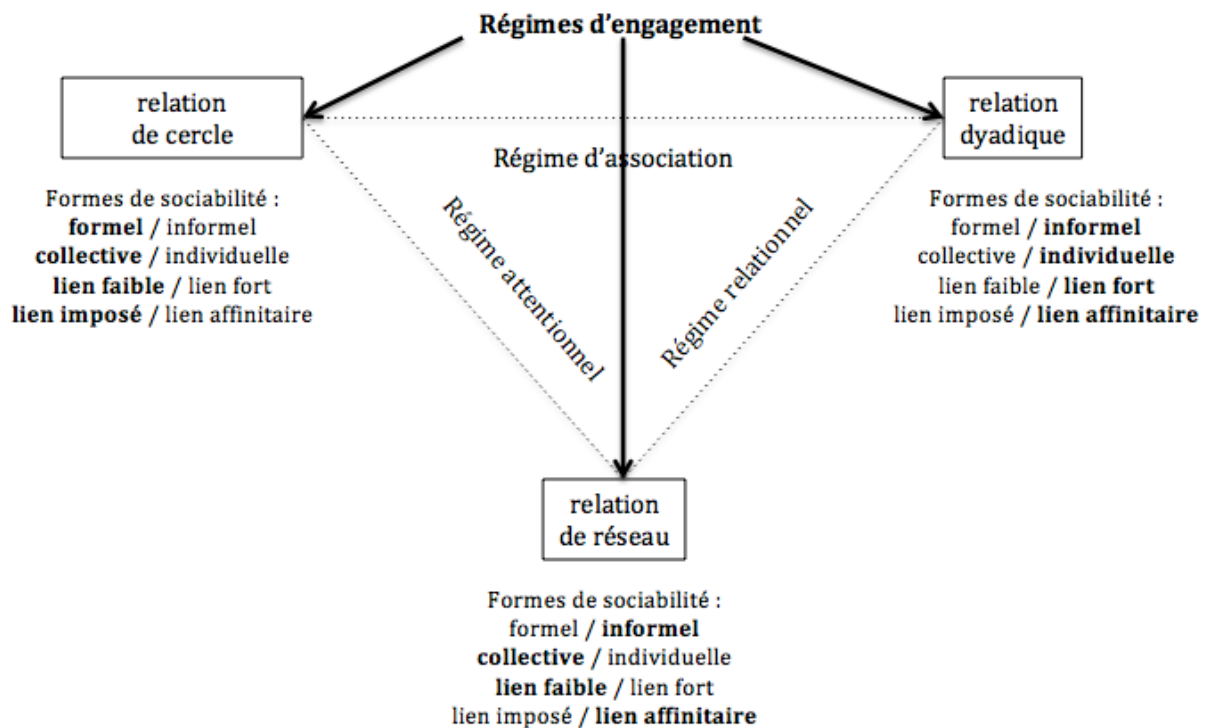 Régimes d'engagement
relation
de cercle
relation
dyadique
Régime d'association
Formes de sociabilité :
formel / informel
collective / individuelle
lien faible / lien fort
lien imposé / lien affinitaire
Régime attentionnel
Régime relationnel
Formes de sociabilité :
formel / informel
collective / individuelle
lien faible / lien fort
lien imposé / lien affinitaire
relation
de réseau
Formes de sociabilité :
formel / informel
collective / individuelle
lien faible / lien fort
lien imposé / lien affinitaire